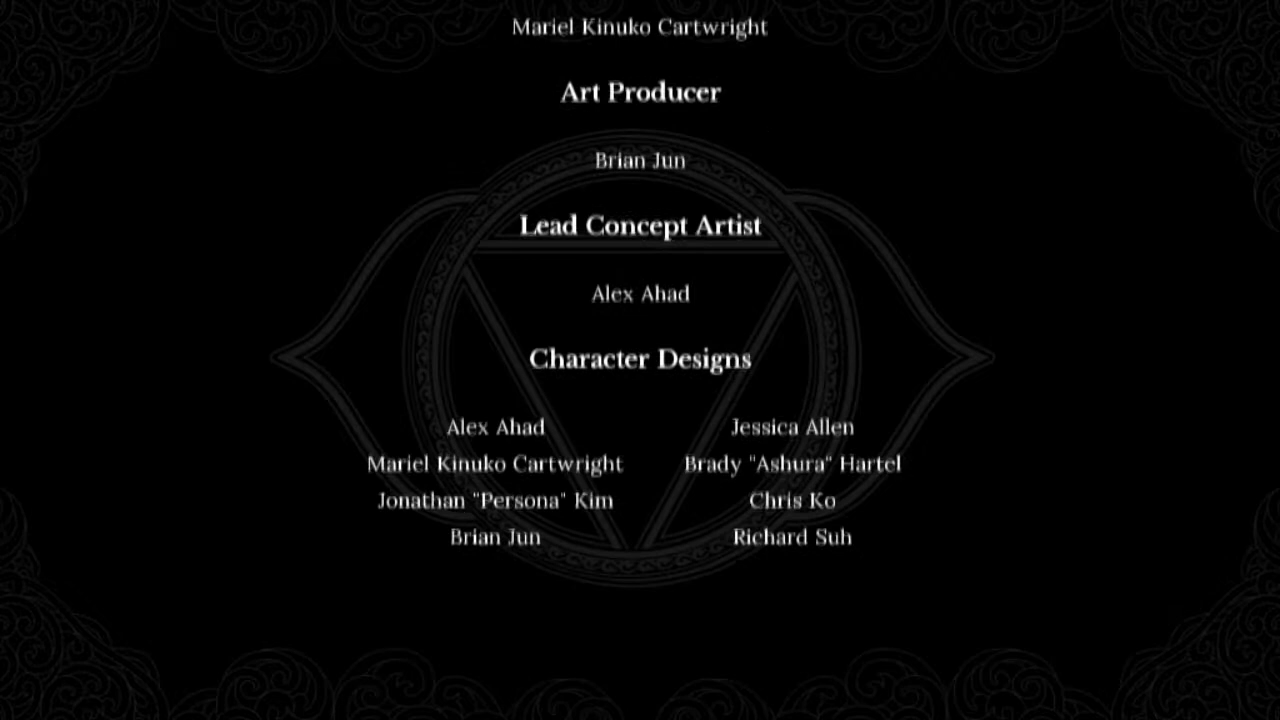 Mariel Kinuko Cartwright
Art Producer
Brian Jun
Lead Concept Artist
Alex Ahad
Character Designs
Alex Ahad
Mariel Kinuko Cartwright
Jonathan "Persona" Kim
Brian Jun
Jessica Allen
Brady "Ashura" Hartel
Chris Ko
Richard Suh